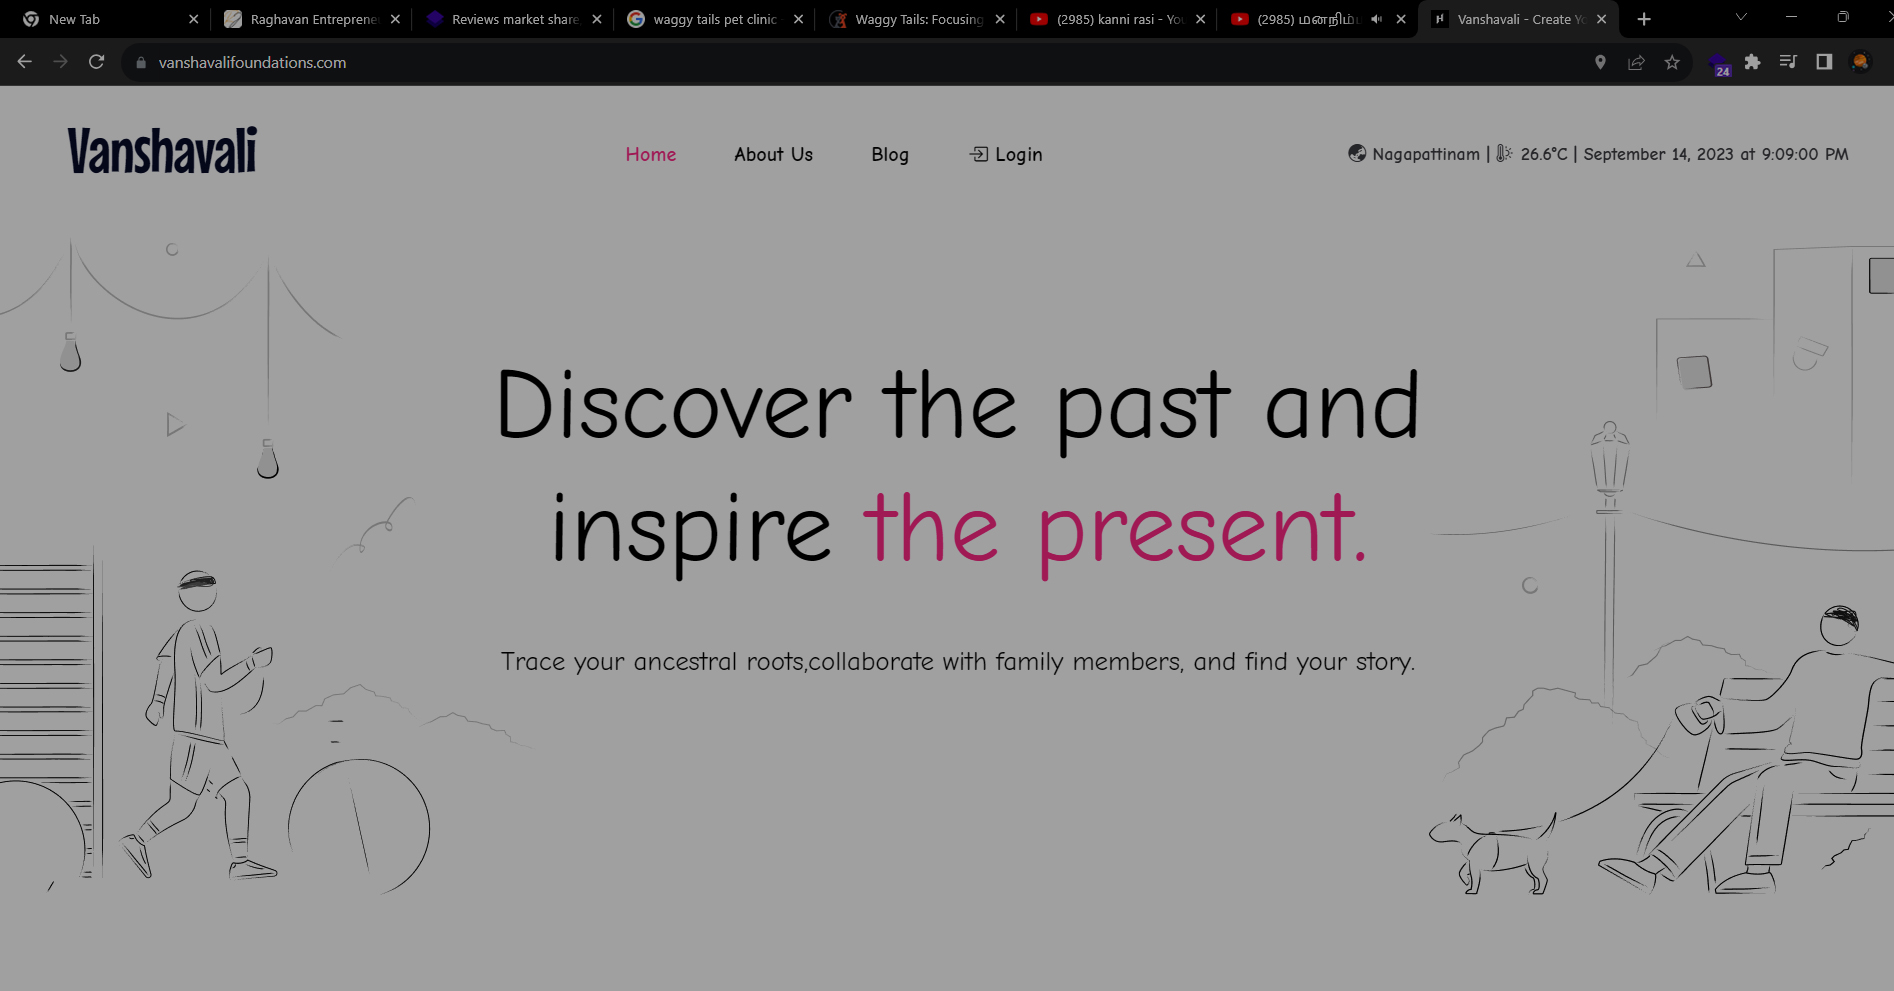 New Tab
Raghavan Entreprene
Reviews market share,
waggy tails pet clinic -
Waggy Tails: Focusing
(2985) kanni rasi - You
(2985) மனநிம்ம
Vanshavali - Create Yo
vanshavalifoundations.com
24
Vanshavali
Home
About Us
Blog
Login
Nagapattinam | 26.6°C | September 14, 2023 at 9:09:00 PM
Discover the past and
inspire the present.
Trace your ancestral roots,collaborate with family members, and find your story.